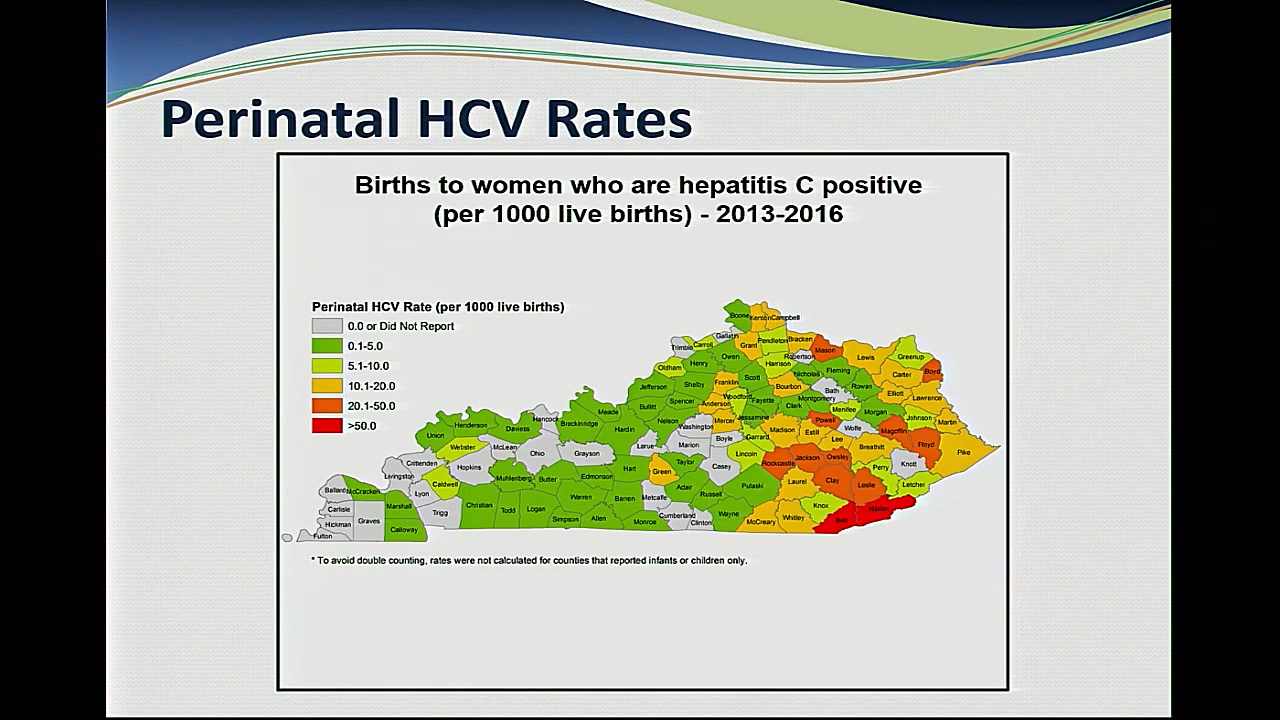 Perinatal HCV Rates
Births to women who are hepatitis C positive
(per 1000 live births) - 2013-2016
Perinatal HCV Rate (per 1000 live births)
0.0 or Did Not Report
0.1-5.0
5.1-10.0
10.1-20.0
20.1-50.0
>50.0
Boone
Kenton
Campbell
Gallatin
Pendleton
Bracken
Trimble
Carroll
Grant
Mason
Owen
Robertson
Lewis
Greenup
Oldham
Henry
Harrison
Nicholas
Fleming
Carter
Boyd
Jefferson
Shelby
Franklin
Scott
Bourbon
Bath
Rowan
Elliott
Lawrence
Bullitt
Spencer
Anderson
Woodford
Fayette
Clark
Montgomery
Menifee
Morgan
Johnson
Martin
Hancock
Meade
Breckinridge
Hardin
Nelson
Washington
Mercer
Jessamine
Madison
Powell
Estill
Wolfe
Lee
Magoffin
Floyd
Pike
Union
Henderson
Daviess
Webster
McLean
Ohio
Grayson
Larue
Marion
Boyle
Garrard
Lincoln
Casey
Rockcastle
Jackson
Owsley
Breathitt
Perry
Knott
Letcher
Crittenden
Hopkins
Livingston
Caldwell
Muhlenberg
Butler
Edmonson
Hart
Green
Taylor
Adair
Russell
Pulaski
Laurel
Clay
Leslie
Ballard
McCracken
Lyon
Trigg
Christian
Todd
Logan
Warren
Barren
Metcalfe
Cumberland
Clinton
Wayne
McCreary
Whitley
Knox
Bell
Harlan
Carlisle
Marshall
Graves
Hickman
Fulton
Calloway
Simpson
Allen
Monroe
* To avoid double counting, rates were not calculated for counties that reported infants or children only.